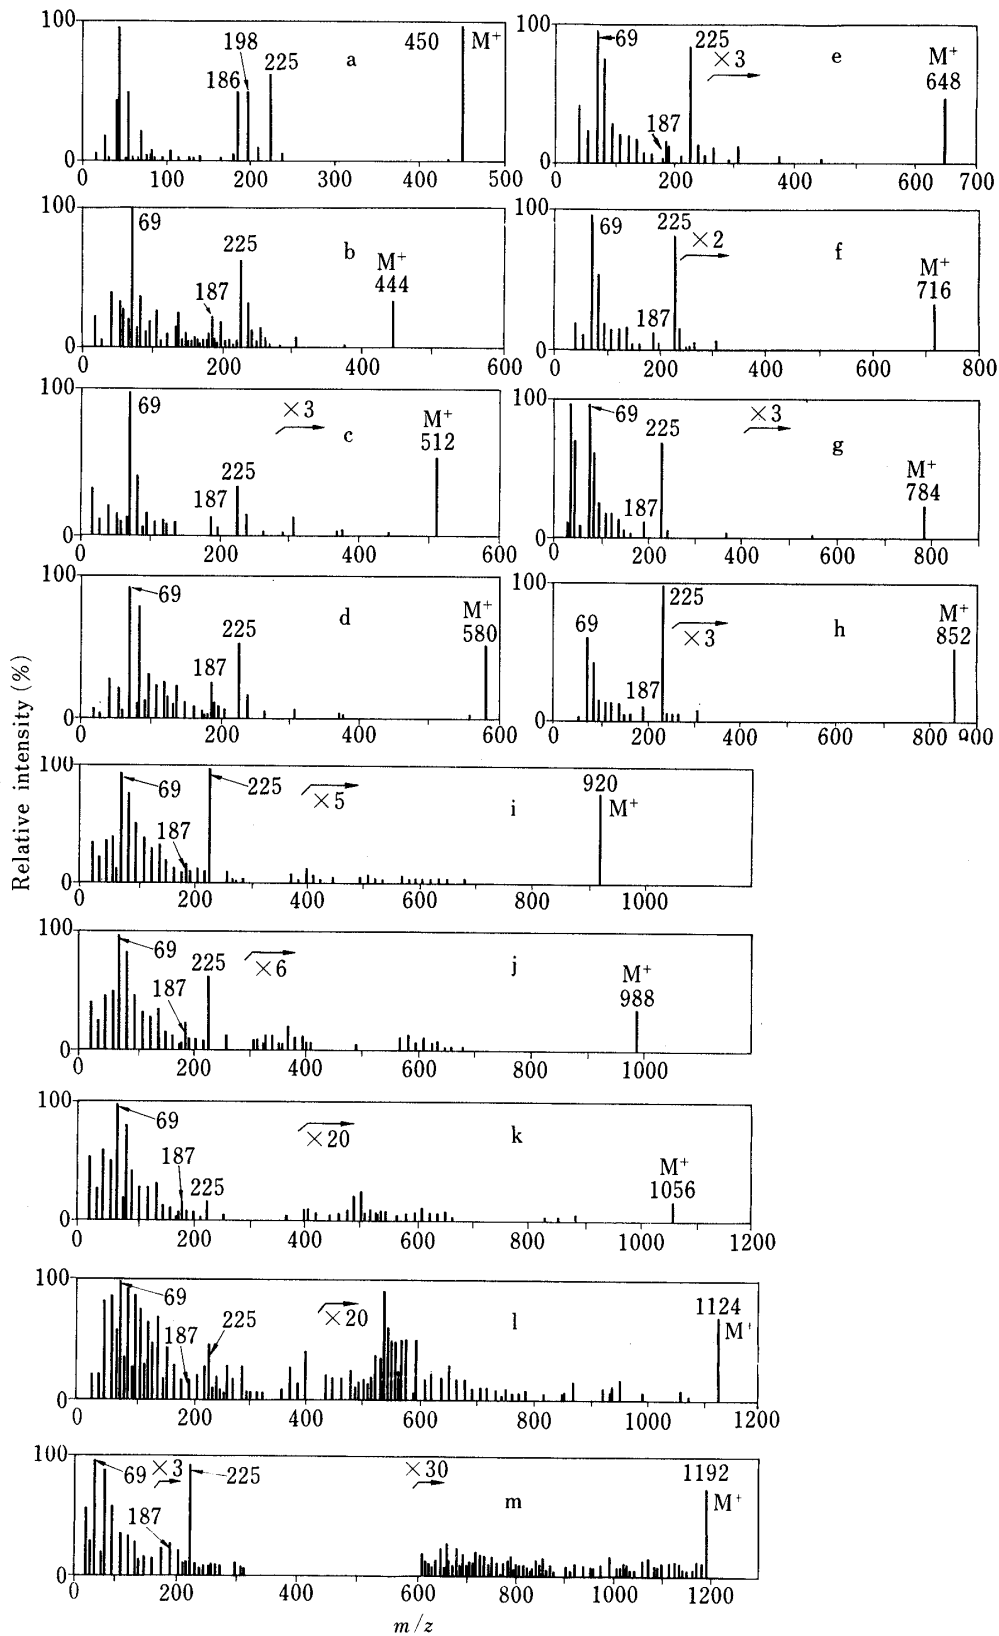 100
198
186
225
a
450
M⁺
0
0 100 200 300 400 500
100
69
225
×3
e
M⁺
648
187
0
0 200 400 600 700
100
69
225
b
M⁺
444
187
0
0 200 400 600
100
69
225
×2
f
M⁺
716
187
0
0 200 400 600 800
100
69
×3
c
M⁺
512
225
187
0
0 200 400 600
100
69
×3
225
g
M⁺
784
187
0
0 200 400 600 800
100
69
225
d
M⁺
580
187
0
0 200 400 600
100
225
69
×3
h
M⁺
852
187
0
0 200 400 600 800 900
Relative intensity (%)
100
69
225
×5
i
920
M⁺
187
0
0 200 400 600 800 1000
100
69
225
×6
j
M⁺
988
187
0
0 200 400 600 800 1000
100
69
×20
k
187
225
M⁺
1056
0
0 200 400 600 800 1000 1200
100
69
×20
l
1124
M⁺
187
225
0
0 200 400 600 800 1000 1200
100
69
×3
225
×30
1192
m
M⁺
187
0
0 200 400 600 800 1000 1200
m/z